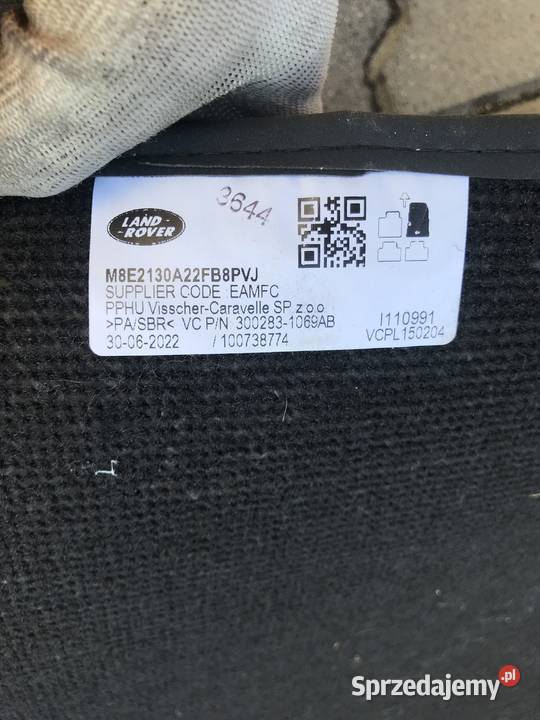 3644
LAND
ROVER
M8E2130A22FB8PVJ
SUPPLIER CODE :EAMFC
PPHU Visscher-Caravelle SP.z.o.o
>PA/SBR< VC P/N 300283-1069AB
I110991
30-06-2022 / 100738774
VCPL150204
Sprzedajemy.pl